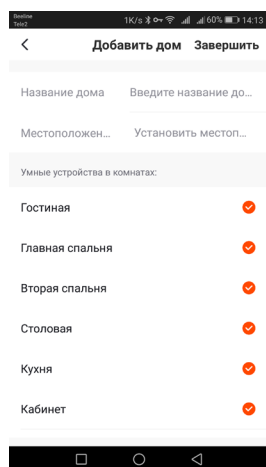 Beeline
Tele2
1K/s 60% 14:13
Добавить дом Завершить
Название дома Введите название до...
Местоположен... Установить местоп...
Умные устройства в комнатах:
Гостиная
Главная спальня
Вторая спальня
Столовая
Кухня
Кабинет